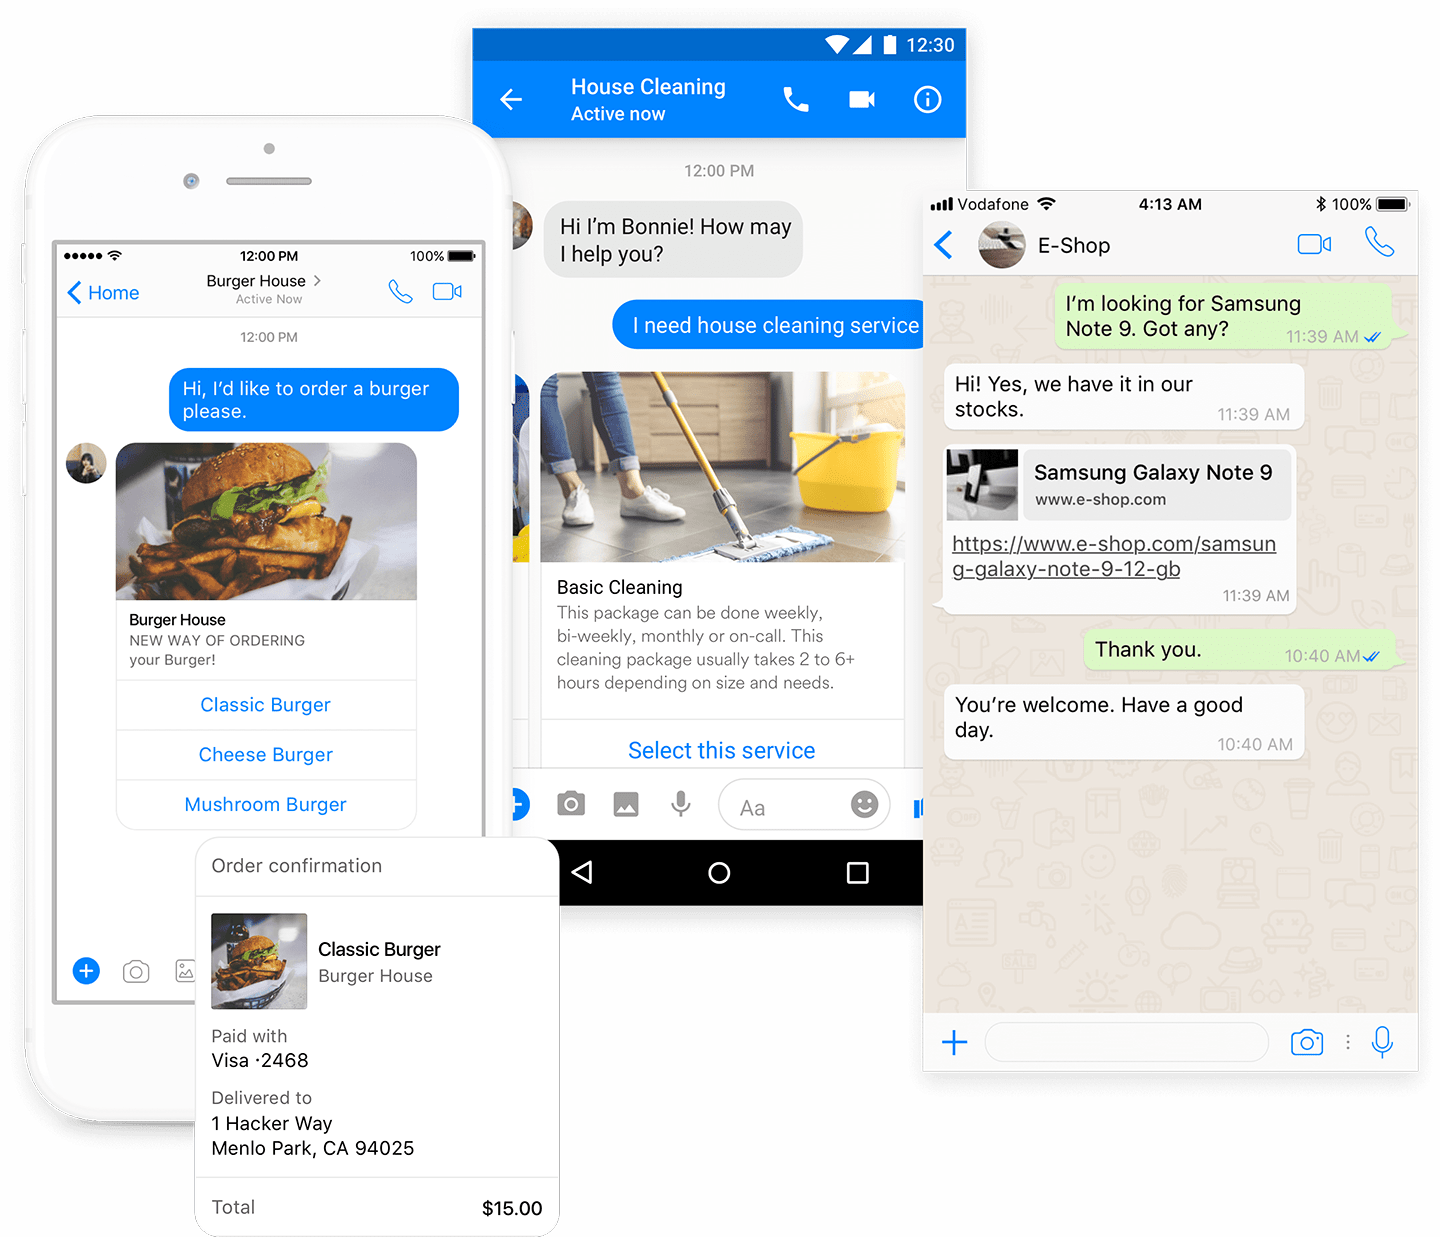 12:00 PM
100%
Home
Burger House
Active Now
12:00 PM
Hi, I’d like to order a burger
please.
Burger House
NEW WAY OF ORDERING
your Burger!
Classic Burger
Cheese Burger
Mushroom Burger
Order confirmation
Classic Burger
Burger House
Paid with
Visa ·2468
Delivered to
1 Hacker Way
Menlo Park, CA 94025
Total $15.00
12:30
House Cleaning
Active now
12:00 PM
Hi I’m Bonnie! How may
I help you?
I need house cleaning service
Basic Cleaning
This package can be done weekly,
bi-weekly, monthly or on-call. This
cleaning package usually takes 2 to 6+
hours depending on size and needs.
Select this service
Aa
Vodafone 4:13 AM 100%
E-Shop
I’m looking for Samsung
Note 9. Got any?
11:39 AM
Hi! Yes, we have it in our
stocks.
11:39 AM
Samsung Galaxy Note 9
www.e-shop.com
https://www.e-shop.com/samsun
g-galaxy-note-9-12-gb
11:39 AM
Thank you.
10:40 AM
You’re welcome. Have a good
day.
10:40 AM